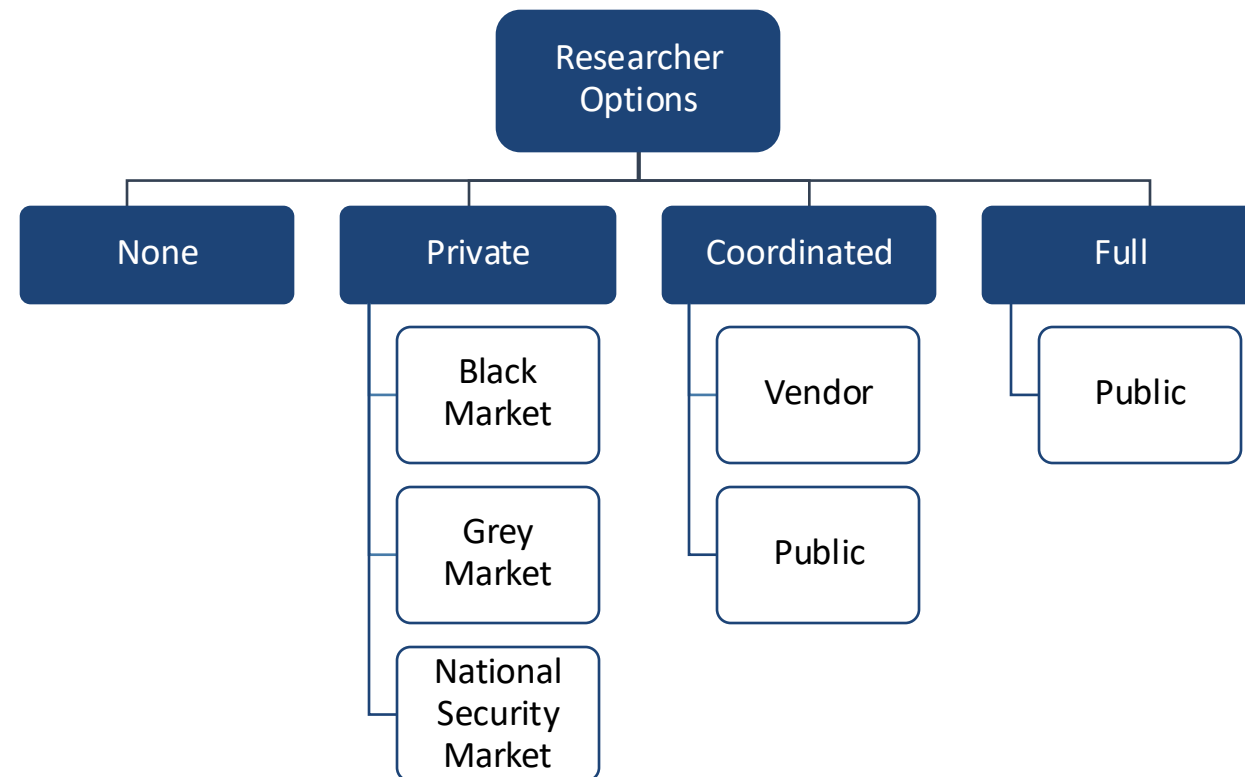 Researcher
Options
None
Private
Coordinated
Full
Black
Market
Grey
Market
National
Security
Market
Vendor
Public
Public